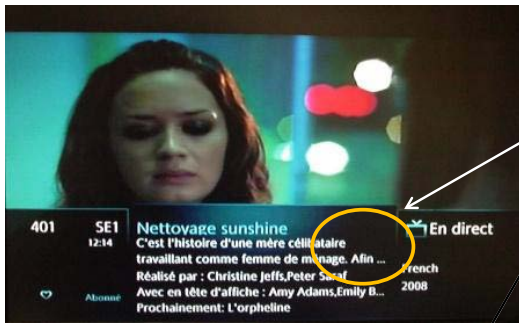 401
SE1
12:14
Abonné
Nettoyage sunshine
C'est l'histoire d'une mère célibataire
travaillant comme femme de ménage. Afin ...
Réalisé par : Christine Jeffs,Peter Saraf
Avec en tête d'affiche : Amy Adams,Emily B...
Prochainement: L'orpheline
En direct
French
2008